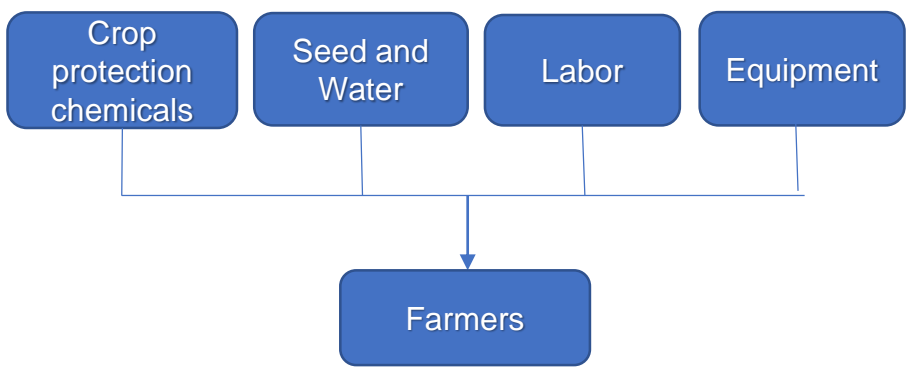 Crop
protection
chemicals
Seed and
Water
Labor
Equipment
Farmers